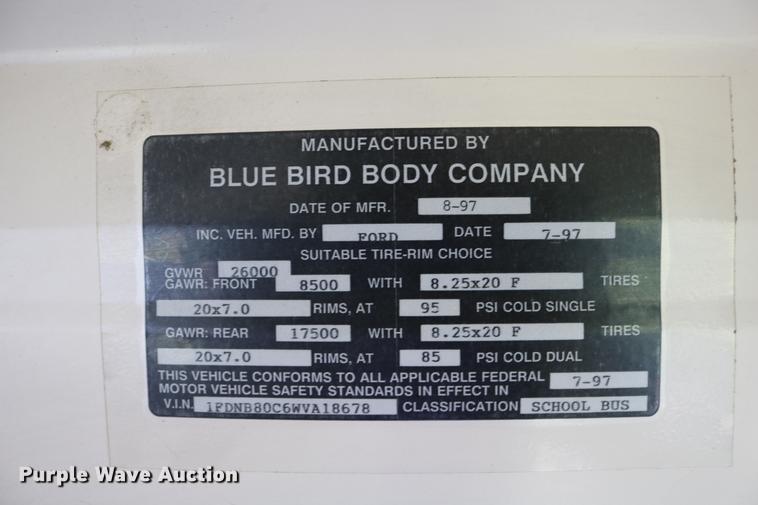 MANUFACTURED BY
BLUE BIRD BODY COMPANY
DATE OF MFR. 8-97
INC. VEH. MFD. BY FORD DATE 7-97
SUITABLE TIRE-RIM CHOICE
GVWR 26000
GAWR: FRONT 8500 WITH 8.25x20 F TIRES
20x7.0 RIMS, AT 95 PSI COLD SINGLE
GAWR: REAR 17500 WITH 8.25x20 F TIRES
20x7.0 RIMS, AT 85 PSI COLD DUAL
THIS VEHICLE CONFORMS TO ALL APPLICABLE FEDERAL 7-97
MOTOR VEHICLE SAFETY STANDARDS IN EFFECT IN
V.I.N. 1FDNB80C6WVA18678 CLASSIFICATION SCHOOL BUS
Purple Wave Auction